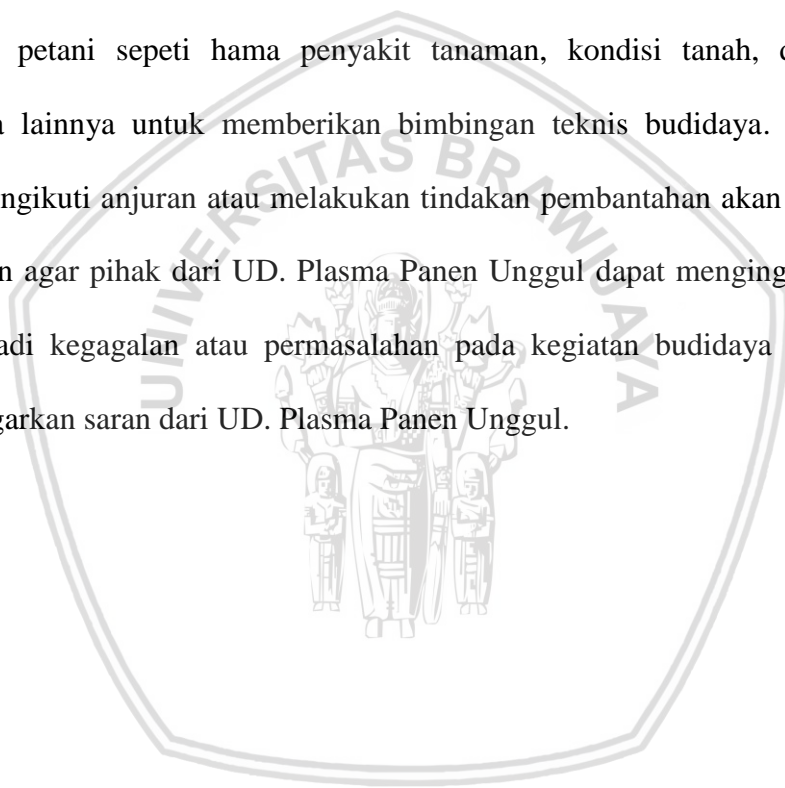 petani sepeti hama penyakit tanaman, kondisi tanah,
lainnya untuk memberikan bimbingan teknis budidaya.
ngikuti anjuran atau melakukan tindakan pembantahan akan
n agar pihak dari UD. Plasma Panen Unggul dapat menging
adi kegagalan atau permasalahan pada kegiatan budidaya
garkan saran dari UD. Plasma Panen Unggul.
UNIVERSITAS BRAWIJAYA